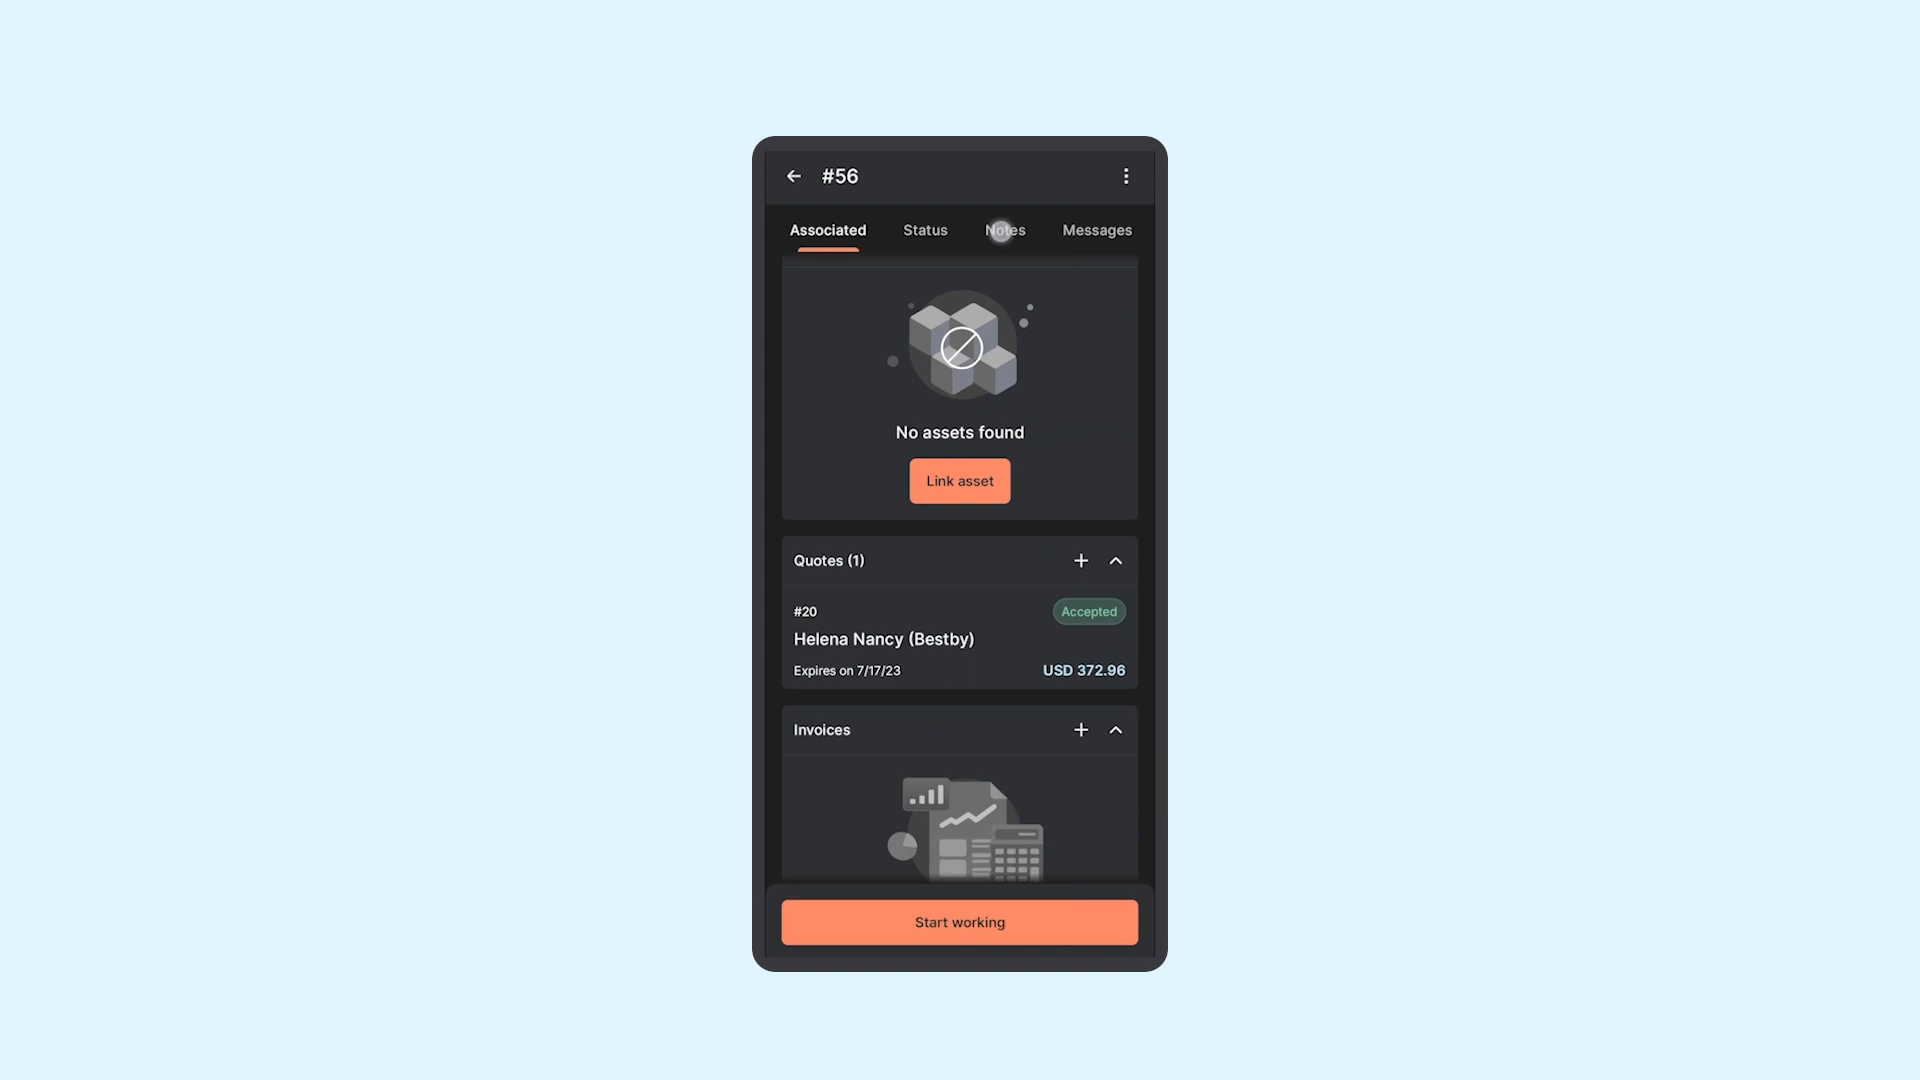 #56
Associated
Status
Notes
Messages
No assets found
Link asset
Quotes (1)
#20
Accepted
Helena Nancy (Bestby)
Expires on 7/17/23
USD 372.96
Invoices
Start working